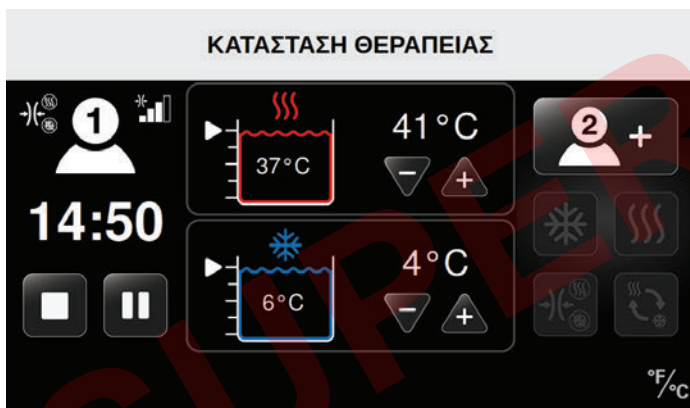 ΚΑΤΑΣΤΑΣΗ ΘΕΡΑΠΕΙΑΣ
1
14:50
41°C
37°C
− +
4°C
6°C
− +
2 +
°F/°C
SUPER